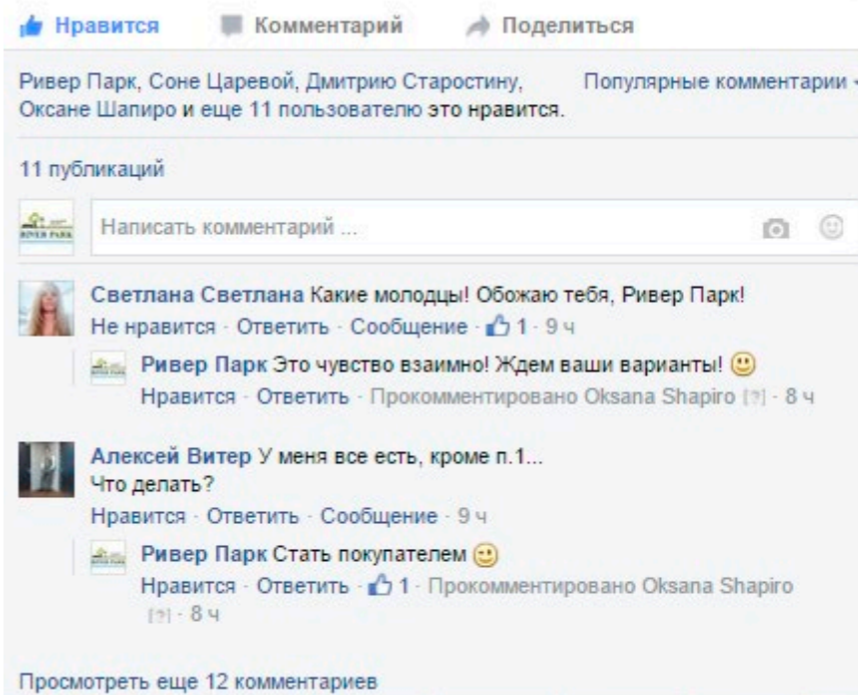 Нравится Комментарий Поделиться
Ривер Парк, Соне Царевой, Дмитрию Старостину, Популярные комментарии
Оксане Шапиро и еще 11 пользователю это нравится.
11 публикаций
RIVER PARK
Написать комментарий ...
Светлана Светлана Какие молодцы! Обожаю тебя, Ривер Парк!
Не нравится · Ответить · Сообщение · 1 · 9 ч
Ривер Парк Это чувство взаимно! Ждем ваши варианты!
Нравится · Ответить · Прокомментировано Oksana Shapiro [?] · 8 ч
Алексей Витер У меня все есть, кроме п.1...
Что делать?
Нравится · Ответить · Сообщение · 9 ч
Ривер Парк Стать покупателем
Нравится · Ответить · 1 · Прокомментировано Oksana Shapiro
[?] · 8 ч
Просмотреть еще 12 комментариев